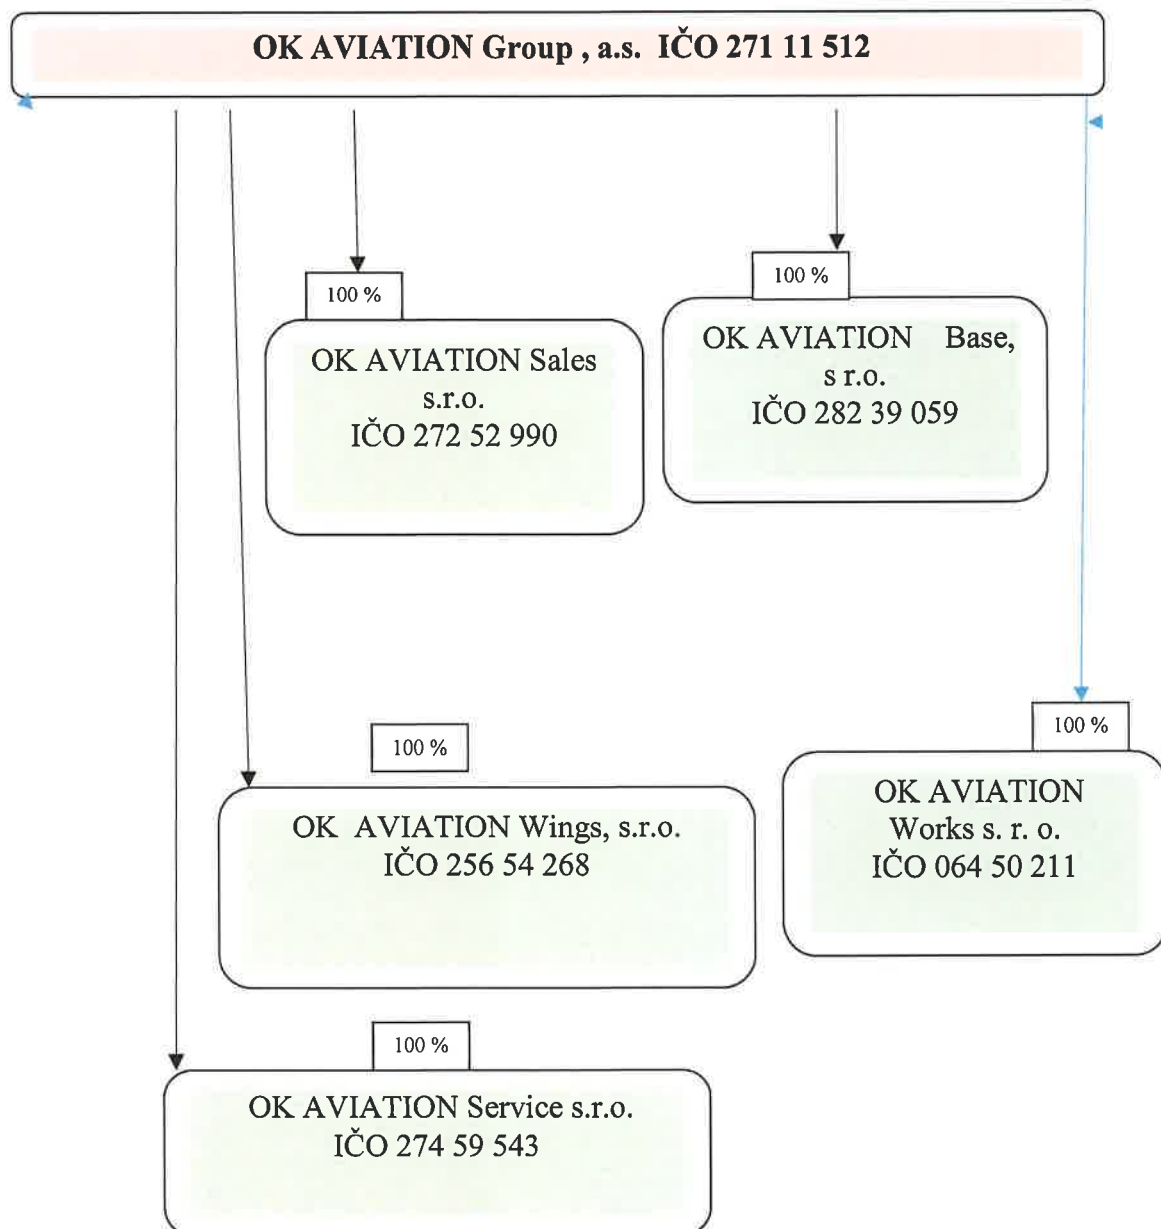 OK AVIATION Group , a.s. IČO 271 11 512
100 %
OK AVIATION Sales
s.r.o.
IČO 272 52 990
100 %
OK AVIATION Base,
s r.o.
IČO 282 39 059
100 %
OK AVIATION Wings, s.r.o.
IČO 256 54 268
100 %
OK AVIATION
Works s. r. o.
IČO 064 50 211
100 %
OK AVIATION Service s.r.o.
IČO 274 59 543